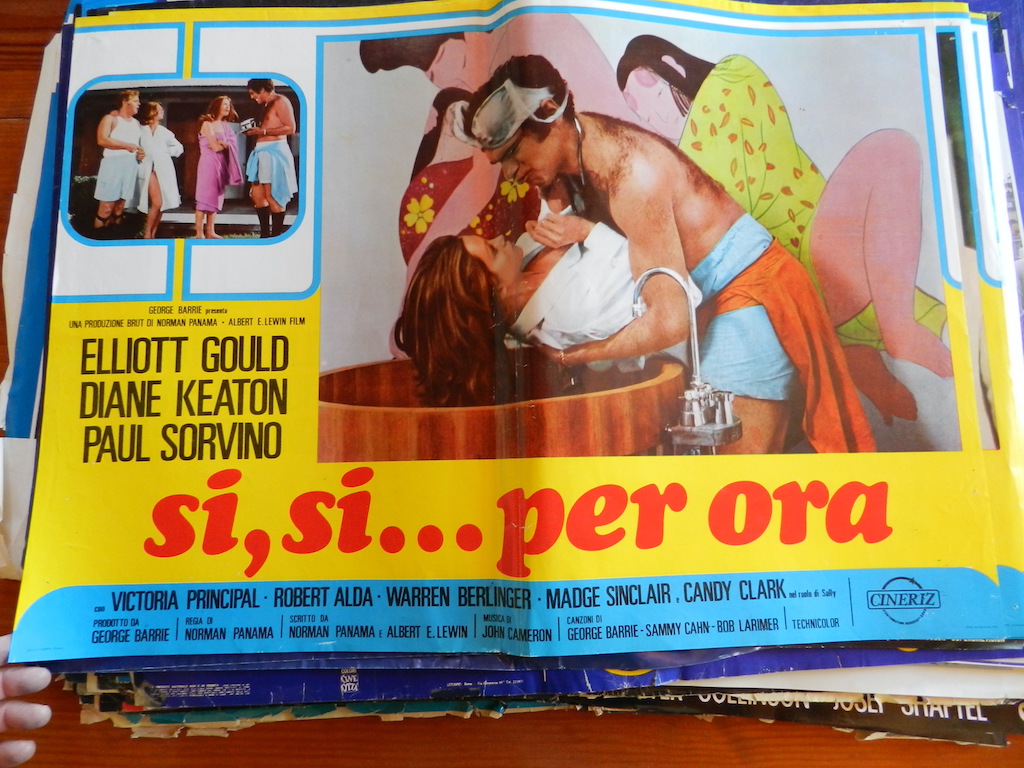 GEORGE BARRIE presenta
UNA PRODUZIONE BRUT DI NORMAN PANAMA • ALBERT E. LEWIN FILM
ELLIOTT GOULD
DIANE KEATON
PAUL SORVINO
si, si... per ora
con VICTORIA PRINCIPAL • ROBERT ALDA • WARREN BERLINGER • MADGE SINCLAIR e CANDY CLARK nel ruolo di Sally
PRODOTTO DA GEORGE BARRIE
REGIA DI NORMAN PANAMA
SCRITTO DA NORMAN PANAMA E ALBERT E. LEWIN
MUSICA DI JOHN CAMERON
CANZONI DI GEORGE BARRIE - SAMMY CAHN - BOB LARIMER
TECHNICOLOR
CINERIZ